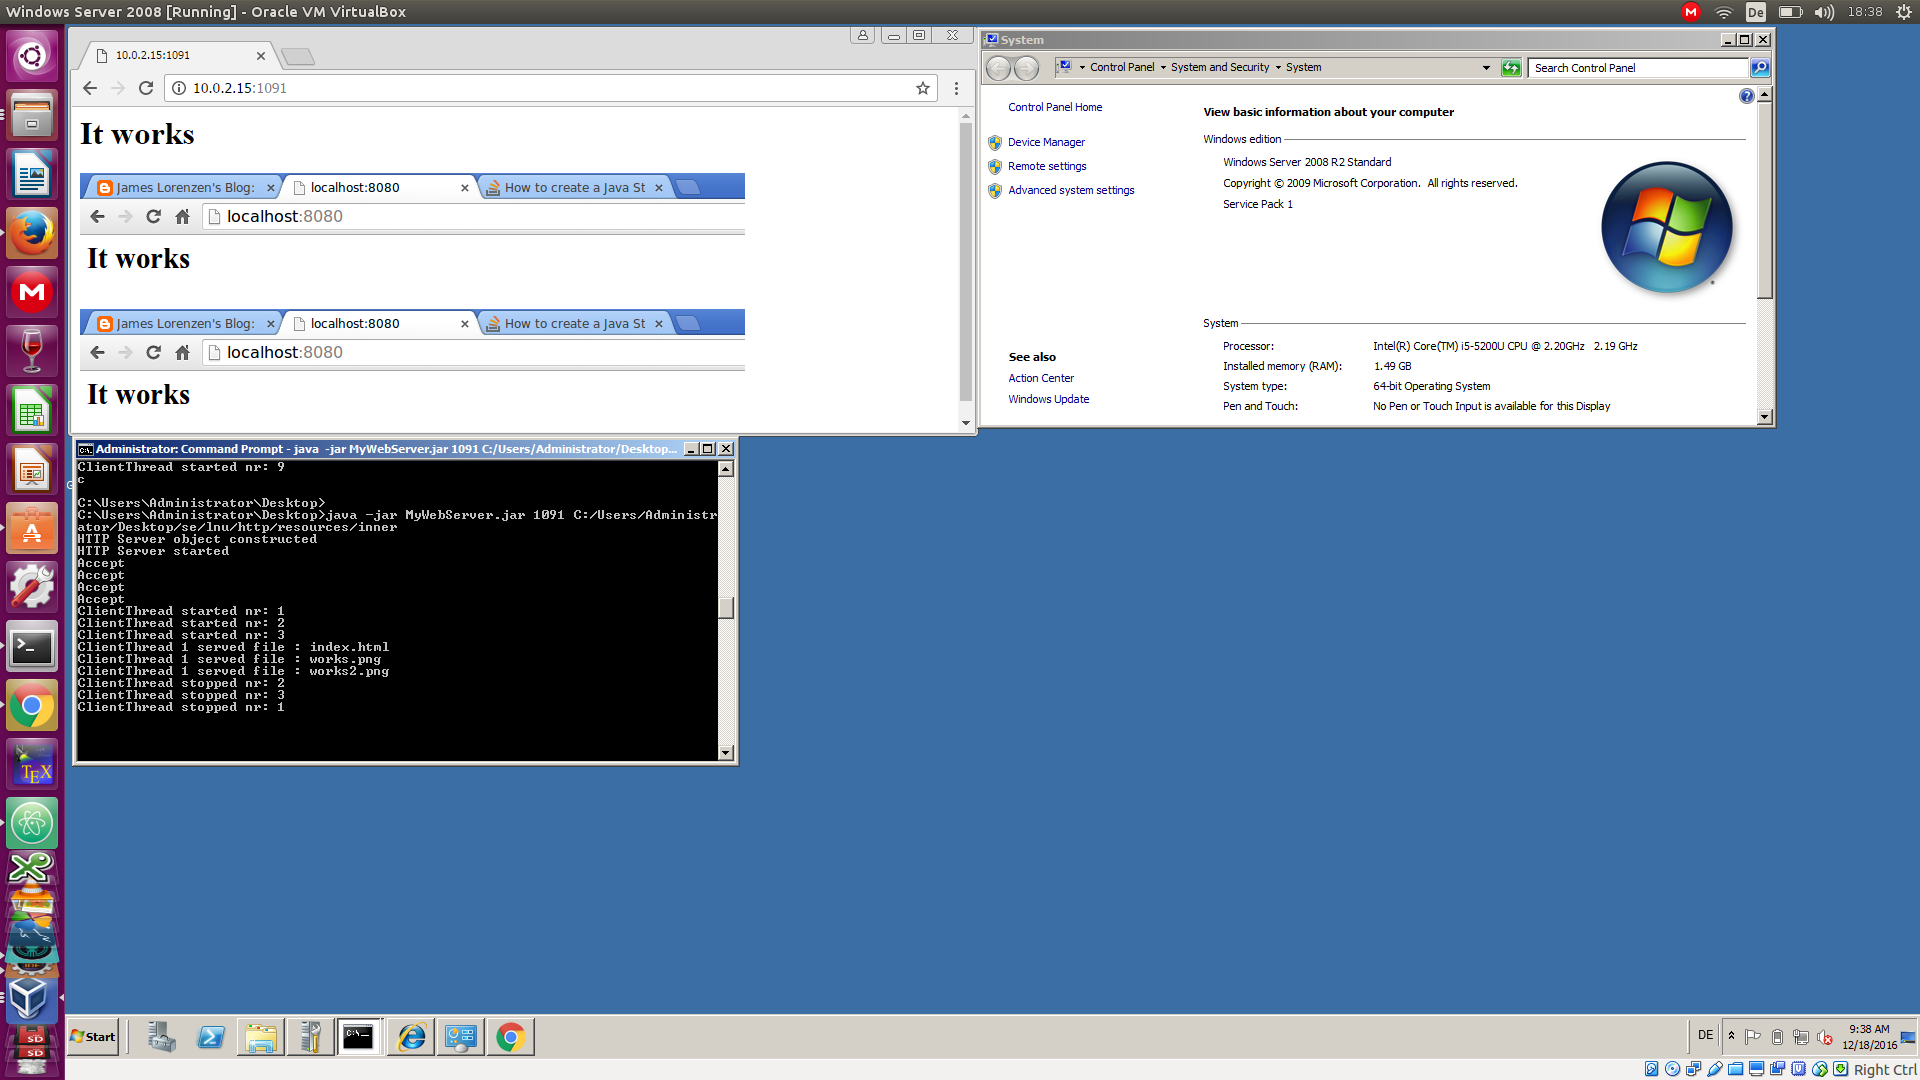 Windows Server 2008 [Running] - Oracle VM VirtualBox
De
18:38
10.0.2.15:1091
10.0.2.15:1091
It works
James Lorenzen's Blog:
localhost:8080
How to create a Java St
localhost:8080
It works
James Lorenzen's Blog:
localhost:8080
How to create a Java St
localhost:8080
It works
System
Control Panel
System and Security
System
Search Control Panel
Control Panel Home
Device Manager
Remote settings
Advanced system settings
See also
Action Center
Windows Update
View basic information about your computer
Windows edition
Windows Server 2008 R2 Standard
Copyright © 2009 Microsoft Corporation. All rights reserved.
Service Pack 1
System
Processor: Intel(R) Core(TM) i5-5200U CPU @ 2.20GHz 2.19 GHz
Installed memory (RAM): 1.49 GB
System type: 64-bit Operating System
Pen and Touch: No Pen or Touch Input is available for this Display
Administrator: Command Prompt - java -jar MyWebServer.jar 1091 C:/Users/Administrator/Desktop...
ClientThread started nr: 9
c
C:\Users\Administrator\Desktop>
C:\Users\Administrator\Desktop>java -jar MyWebServer.jar 1091 C:/Users/Administr
ator/Desktop/se/lnu/http/resources/inner
HTTP Server object constructed
HTTP Server started
Accept
Accept
Accept
Accept
ClientThread started nr: 1
ClientThread started nr: 2
ClientThread started nr: 3
ClientThread 1 served file : index.html
ClientThread 1 served file : works.png
ClientThread 1 served file : works2.png
ClientThread stopped nr: 2
ClientThread stopped nr: 3
ClientThread stopped nr: 1
Start
DE
9:38 AM
12/18/2016
Right Ctrl